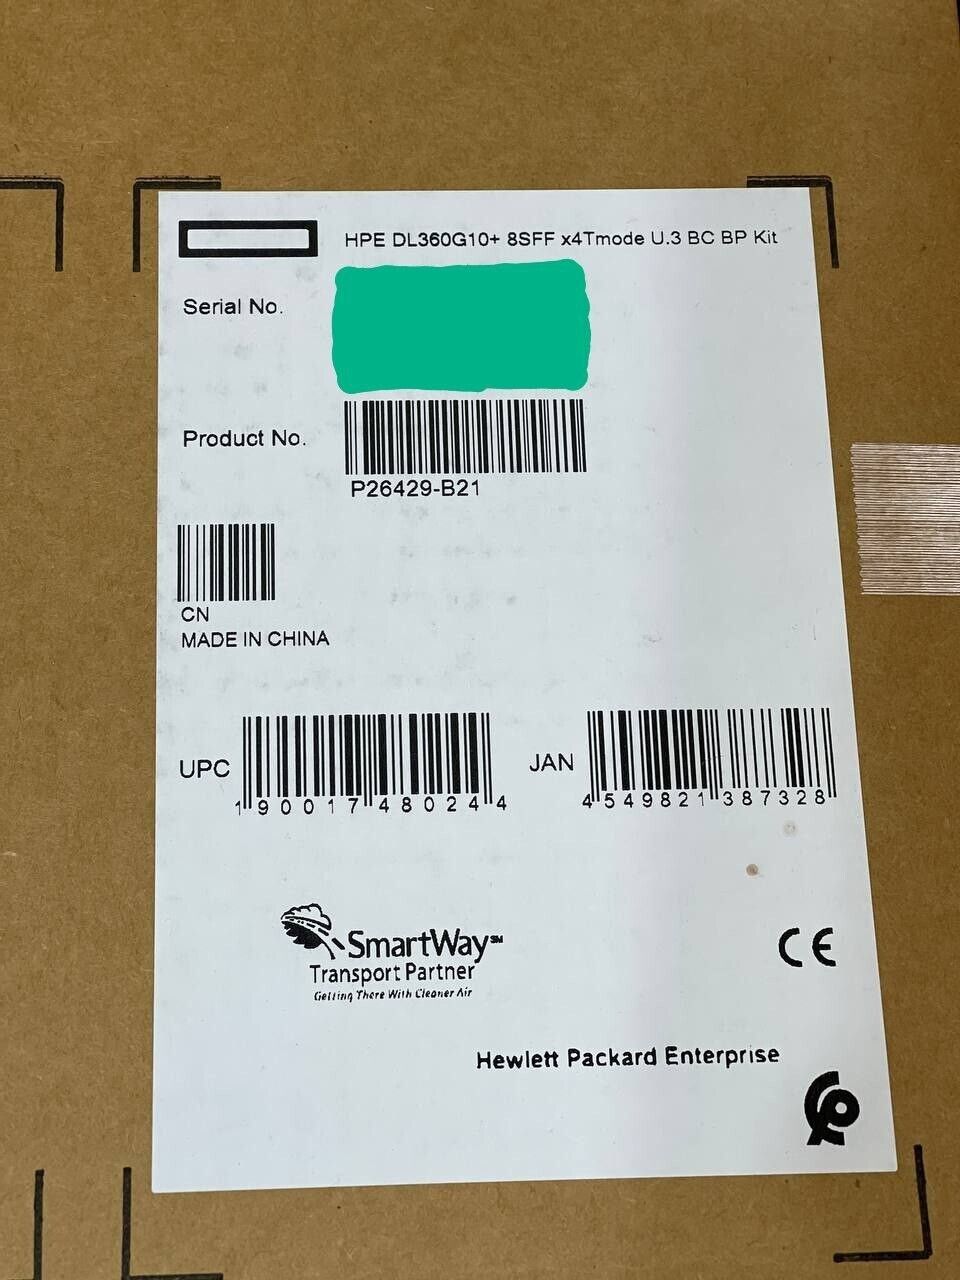 HPE DL360G10+ 8SFF x4Tmode U.3 BC BP Kit
Serial No.
Product No.
P26429-B21
CN
MADE IN CHINA
UPC
1 90017 48024 4
JAN
4 549821 387328
SmartWay℠
Transport Partner
Getting There With Cleaner Air
CE
Hewlett Packard Enterprise